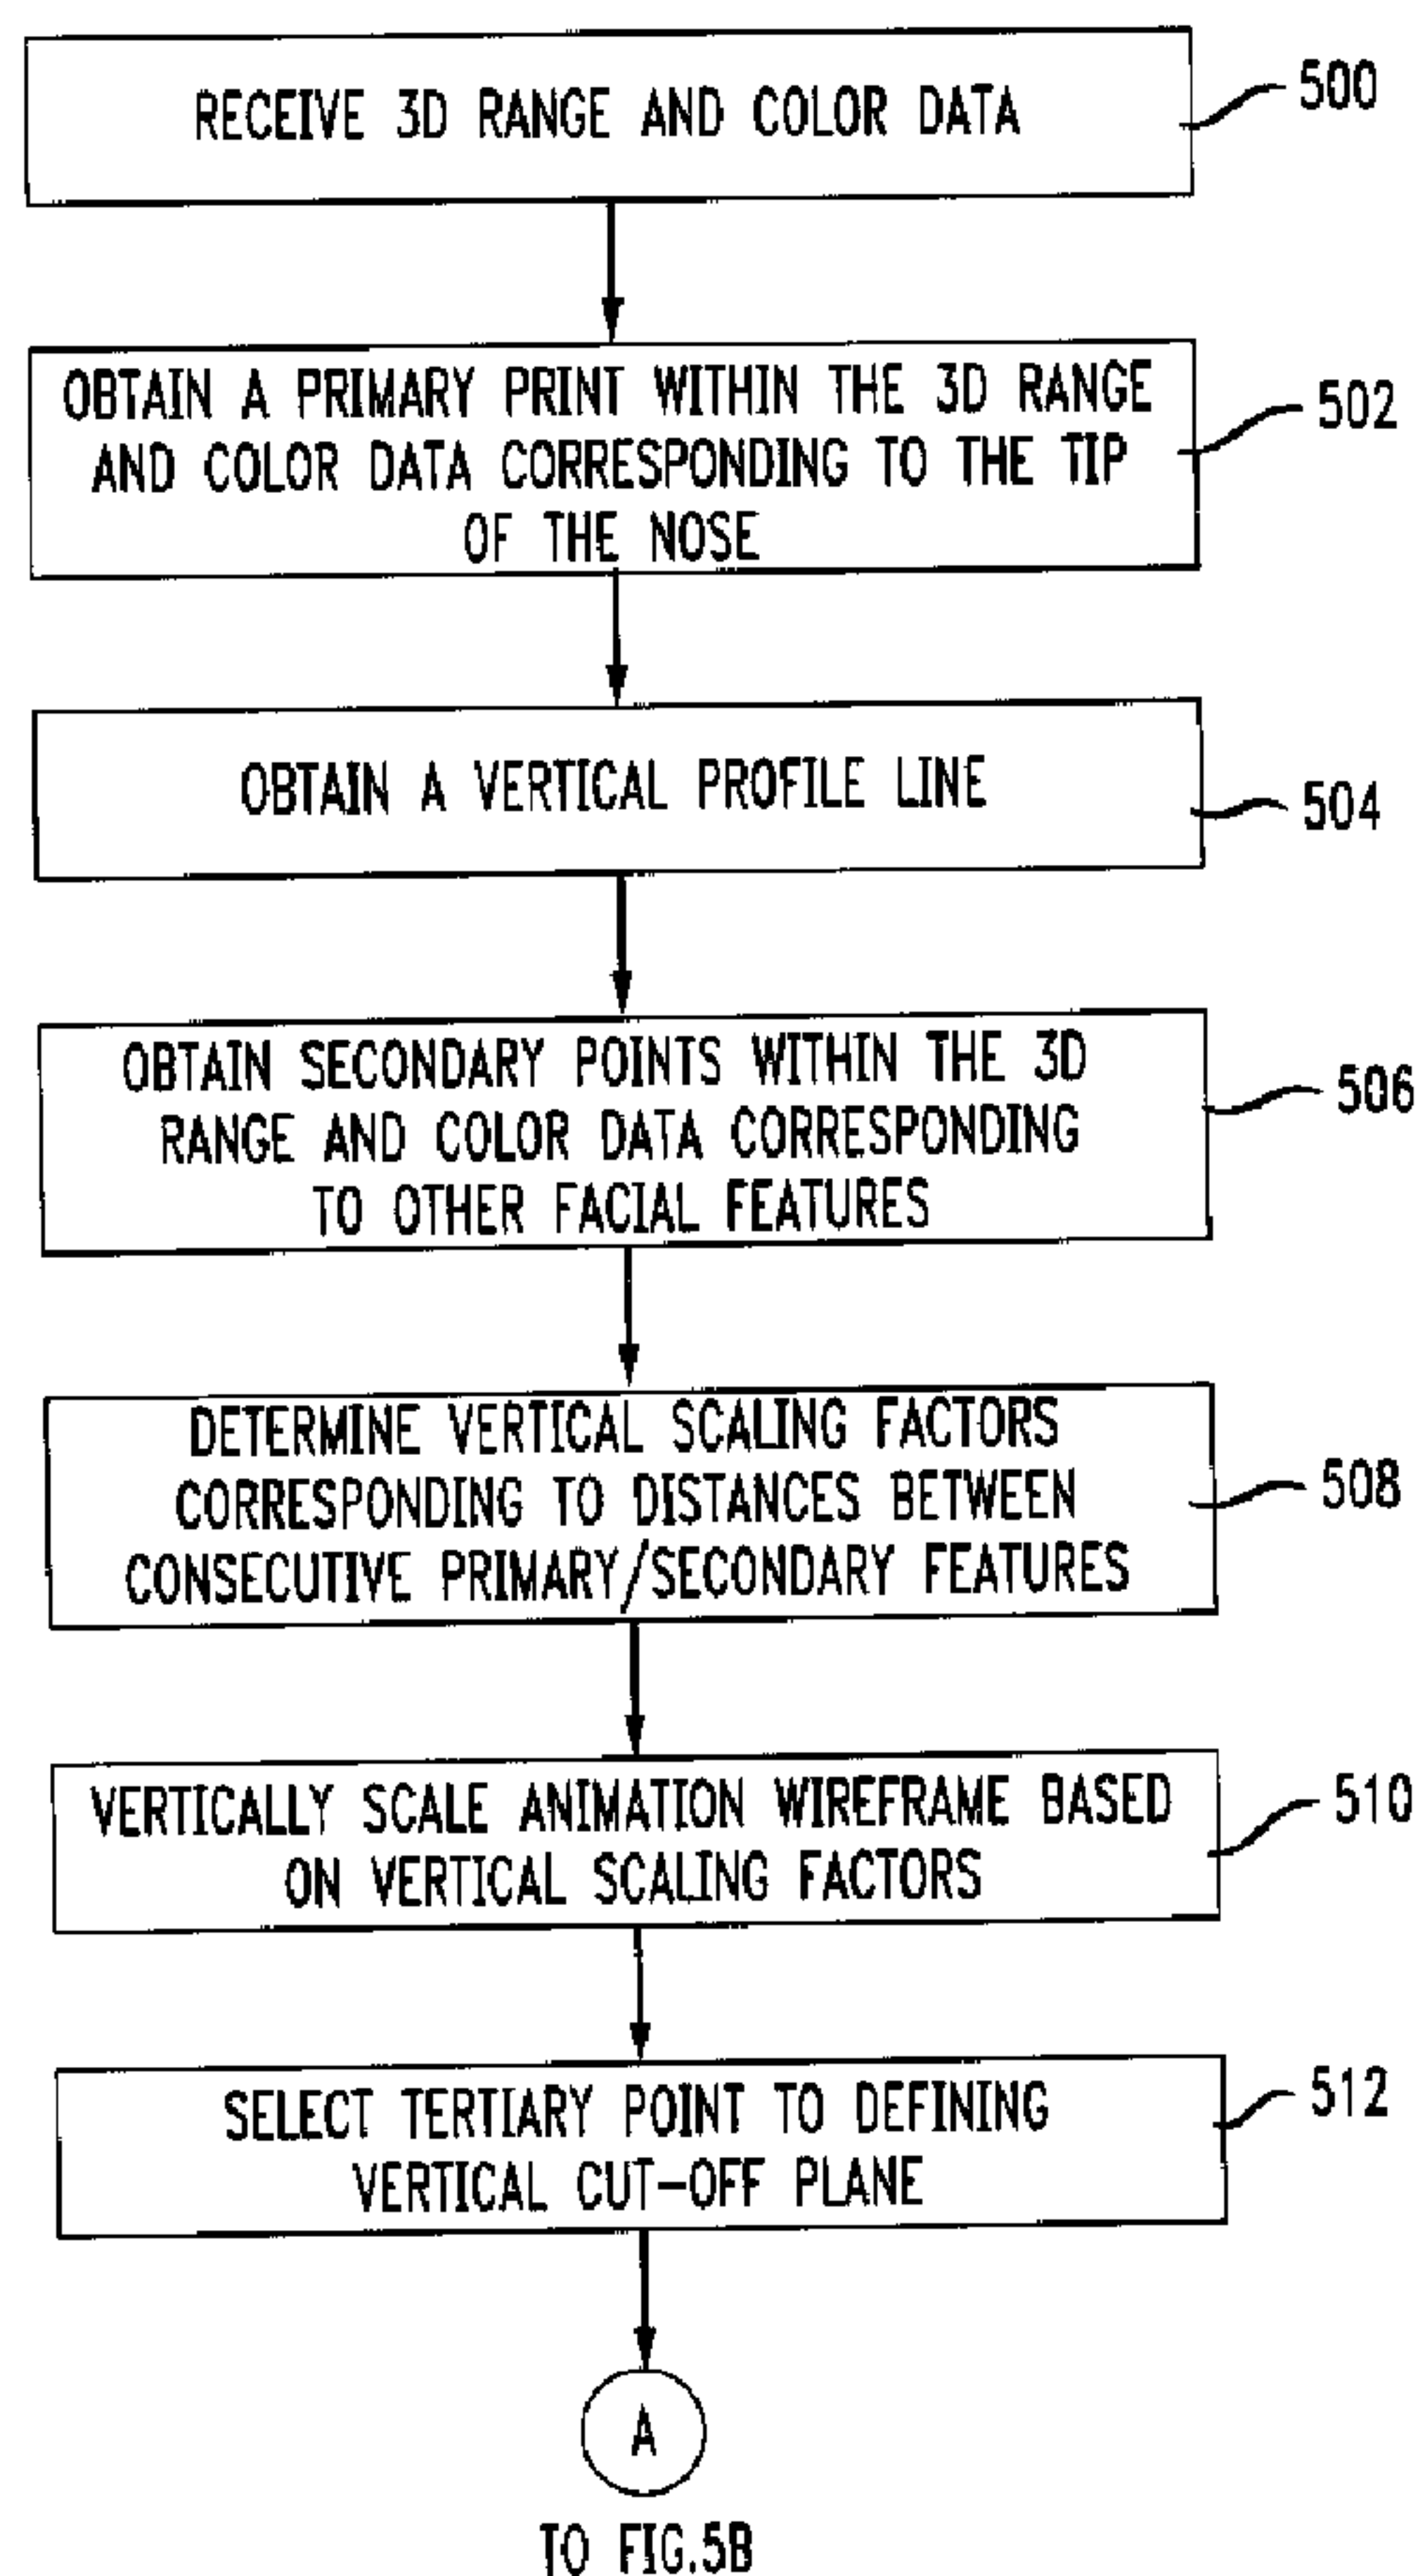 RECEIVE 3D RANGE AND COLOR DATA
500
OBTAIN A PRIMARY PRINT WITHIN THE 3D RANGE
AND COLOR DATA CORRESPONDING TO THE TIP
OF THE NOSE
502
OBTAIN A VERTICAL PROFILE LINE
504
OBTAIN SECONDARY POINTS WITHIN THE 3D
RANGE AND COLOR DATA CORRESPONDING
TO OTHER FACIAL FEATURES
506
DETERMINE VERTICAL SCALING FACTORS
CORRESPONDING TO DISTANCES BETWEEN
CONSECUTIVE PRIMARY/SECONDARY FEATURES
508
VERTICALLY SCALE ANIMATION WIREFRAME BASED
ON VERTICAL SCALING FACTORS
510
SELECT TERTIARY POINT TO DEFINING
VERTICAL CUT-OFF PLANE
512
A
TO FIG.5B